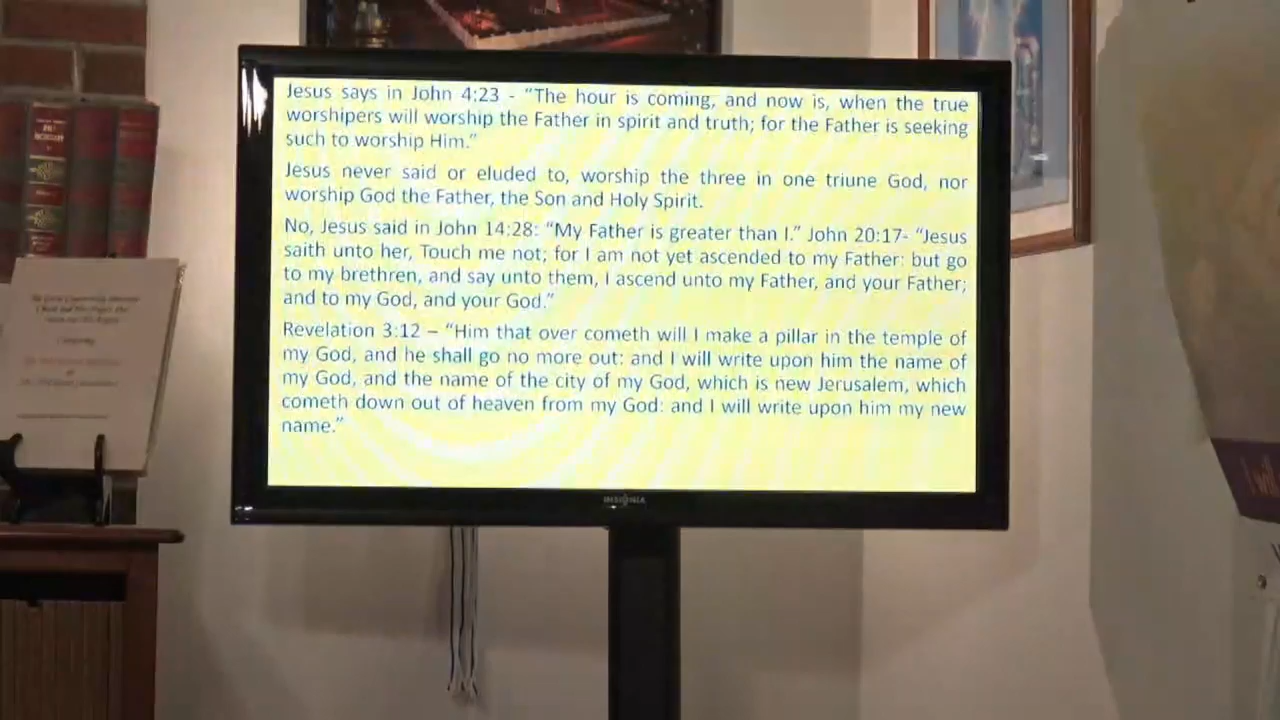 Jesus says in John 4:23 - “The hour is coming, and now is, when the true
worshipers will worship the Father in spirit and truth; for the Father is seeking
such to worship Him.”
Jesus never said or eluded to, worship the three in one triune God, nor
worship God the Father, the Son and Holy Spirit.
No, Jesus said in John 14:28: “My Father is greater than I.” John 20:17- “Jesus
saith unto her, Touch me not; for I am not yet ascended to my Father: but go
to my brethren, and say unto them, I ascend unto my Father, and your Father;
and to my God, and your God.”
Revelation 3:12 – “Him that over cometh will I make a pillar in the temple of
my God, and he shall go no more out: and I will write upon him the name of
my God, and the name of the city of my God, which is new Jerusalem, which
cometh down out of heaven from my God: and I will write upon him my new
name.”
INSIGNIA